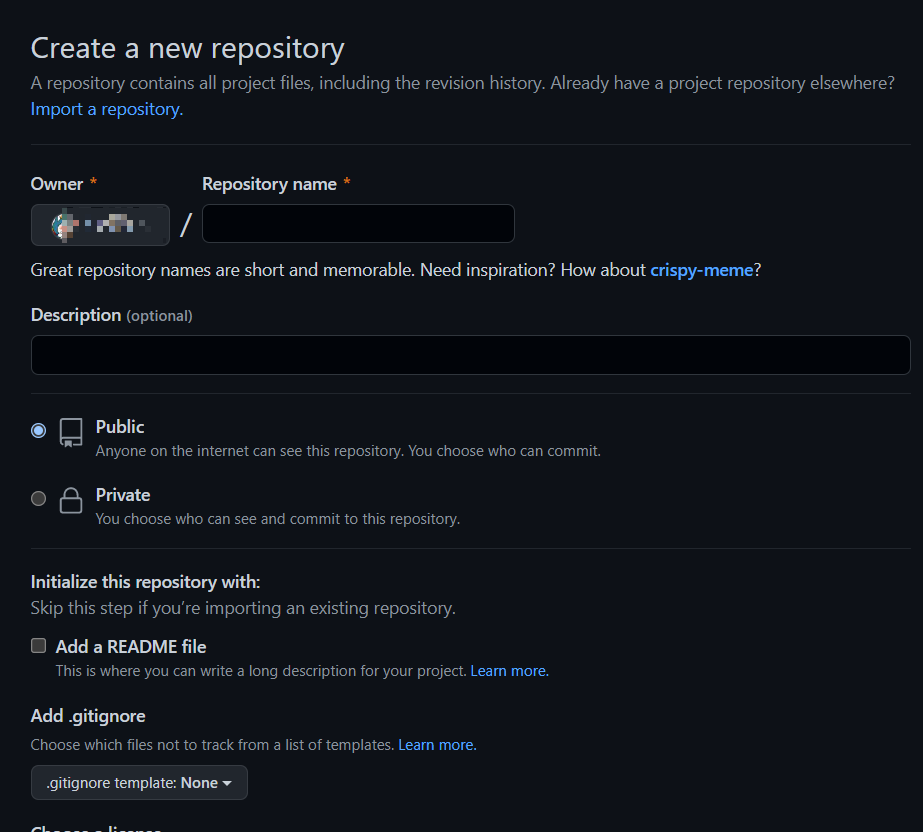 Create a new repository
A repository contains all project files, including the revision history. Already have a project repository elsewhere?
Import a repository.
Owner * Repository name *
/
Great repository names are short and memorable. Need inspiration? How about crispy-meme?
Description (optional)
Public
Anyone on the internet can see this repository. You choose who can commit.
Private
You choose who can see and commit to this repository.
Initialize this repository with:
Skip this step if you’re importing an existing repository.
Add a README file
This is where you can write a long description for your project. Learn more.
Add .gitignore
Choose which files not to track from a list of templates. Learn more.
.gitignore template: None
Choose a license